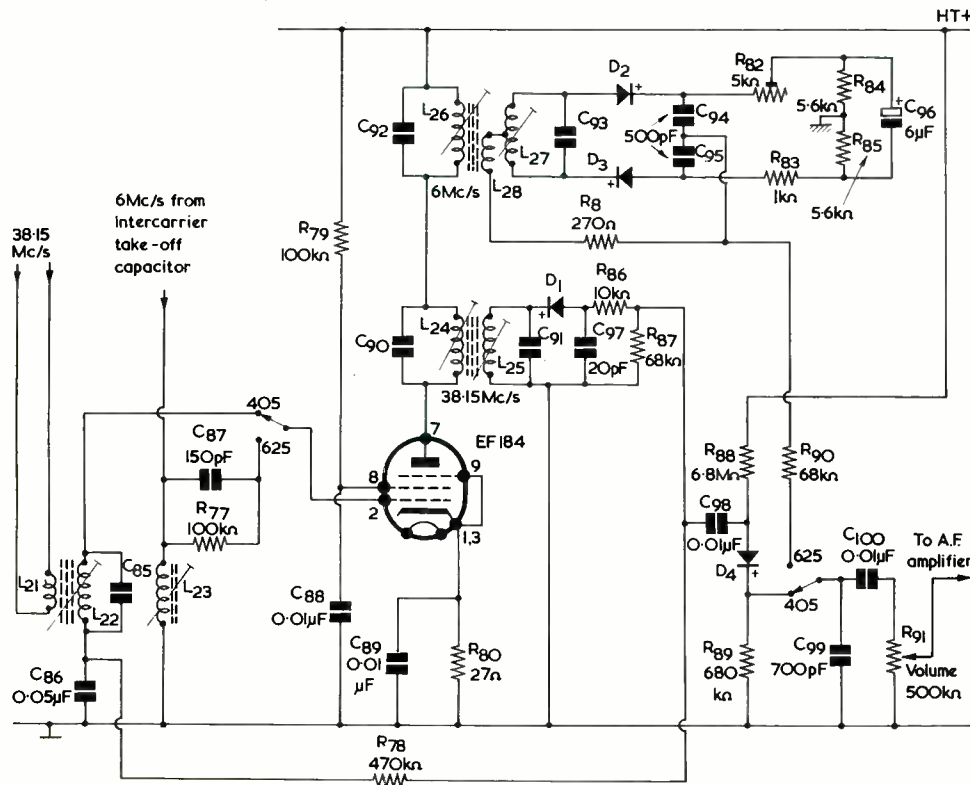 HT+
D2
+
R82
5kΩ
R84
5.6kΩ
+
C96
6μF
L26
C92
C93
C94
500pF
C95
L27
L28
6Mc/s
D3
+
R85
R83
1kΩ
5.6kΩ
6Mc/s from
intercarrier
take-off
capacitor
38·15
Mc/s
R79
100kΩ
R8
270Ω
D1
+
R86
10kΩ
L24
C90
L25
C91
C97
20pF
R87
68kΩ
38·15Mc/s
405
C87
150pF
625
7
EF184
8
9
2
1,3
R77
100kΩ
R88
6.8MΩ
R90
68kΩ
C98
0·01μF
D4
+
625
405
C100
0·01μF
To A.F.
amplifier
L21
L22
C85
L23
C88
0·01μF
C89
0·01
μF
R80
27Ω
R89
680
kΩ
C99
700pF
R91
Volume
500kΩ
C86
0·05μF
R78
470kΩ